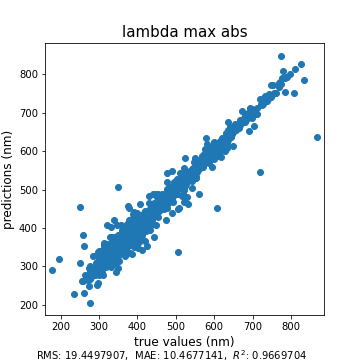 lambda max abs
800
700
600
500
400
300
200
predictions (nm)
200 300 400 500 600 700 800
true values (nm)
RMS: 19.4497907, MAE: 10.4677141, R²: 0.9669704